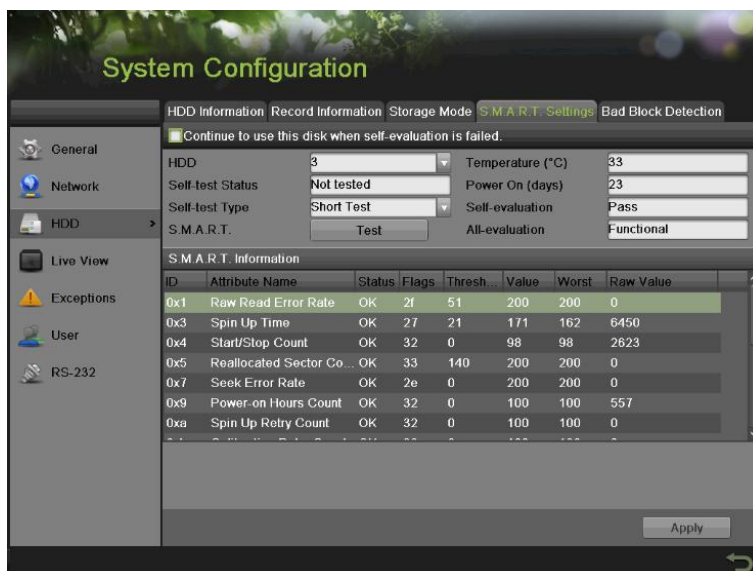 System Configuration
HDD Information Record Information Storage Mode S.M.A.R.T. Settings Bad Block Detection
Continue to use this disk when self-evaluation is failed.
General
Network
HDD
Live View
Exceptions
User
RS-232
HDD 3 Temperature (°C) 33
Self-test Status Not tested Power On (days) 23
Self-test Type Short Test Self-evaluation Pass
S.M.A.R.T. Test All-evaluation Functional
S.M.A.R.T. Information
ID Attribute Name Status Flags Thresh... Value Worst Raw Value
0x1 Raw Read Error Rate OK 2f 51 200 200 0
0x3 Spin Up Time OK 27 21 171 162 6450
0x4 Start/Stop Count OK 32 0 98 98 2623
0x5 Reallocated Sector Co... OK 33 140 200 200 0
0x7 Seek Error Rate OK 2e 0 200 200 0
0x9 Power-on Hours Count OK 32 0 100 100 557
0xa Spin Up Retry Count OK 32 0 100 100 0
Apply